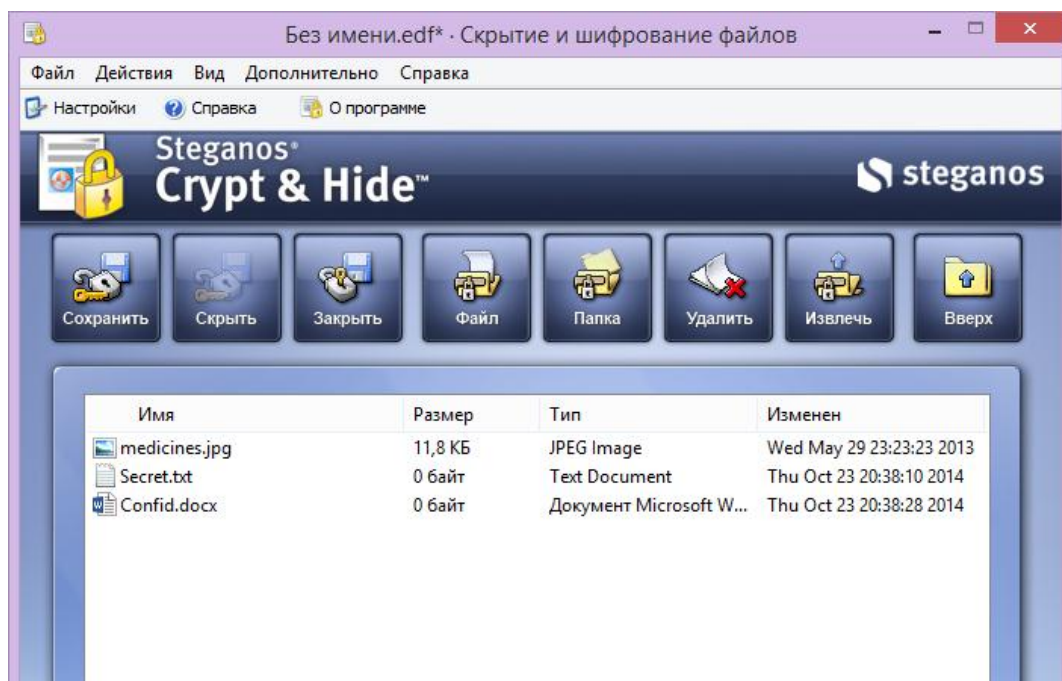 Без имени.edf* - Скрытие и шифрование файлов
Файл Действия Вид Дополнительно Справка
Настройки Справка О программе
Steganos®
Crypt & Hide™
steganos
Сохранить Скрыть Закрыть Файл Папка Удалить Извлечь Вверх
Имя Размер Тип Изменен
medicines.jpg 11,8 КБ JPEG Image Wed May 29 23:23:23 2013
Secret.txt 0 байт Text Document Thu Oct 23 20:38:10 2014
Confid.docx 0 байт Документ Microsoft W... Thu Oct 23 20:38:28 2014